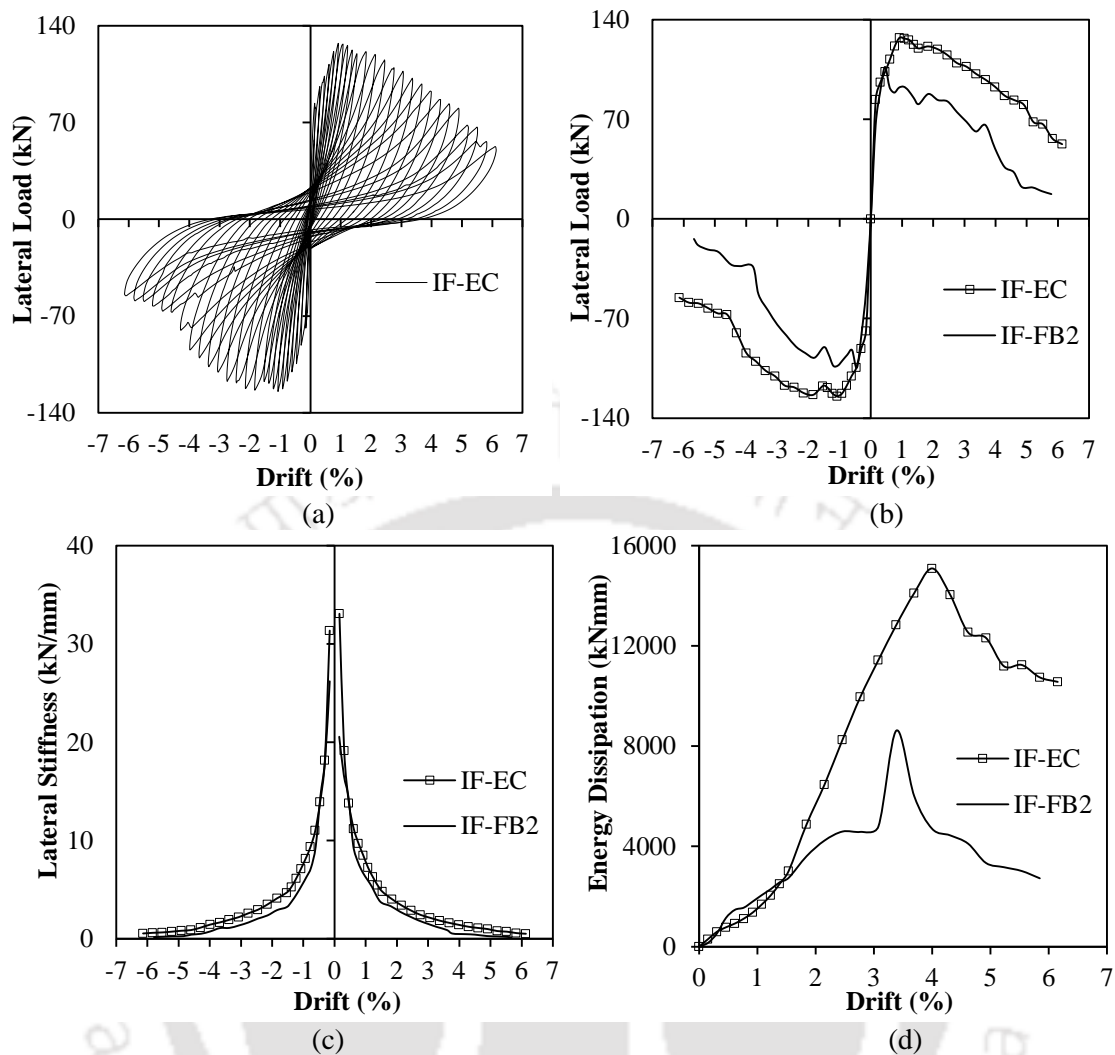 140
70
0
-70
-140
Lateral Load (kN)
IF-EC
-7 -6 -5 -4 -3 -2 -1 0 1 2 3 4 5 6 7
Drift (%)
(a)
140
70
0
-70
-140
Lateral Load (kN)
IF-EC
IF-FB2
-7 -6 -5 -4 -3 -2 -1 0 1 2 3 4 5 6 7
Drift (%)
(b)
40
30
20
10
0
Lateral Stiffness (kN/mm)
IF-EC
IF-FB2
-7 -6 -5 -4 -3 -2 -1 0 1 2 3 4 5 6 7
Drift (%)
(c)
16000
12000
8000
4000
0
Energy Dissipation (kNmm)
IF-EC
IF-FB2
0 1 2 3 4 5 6 7
Drift (%)
(d)